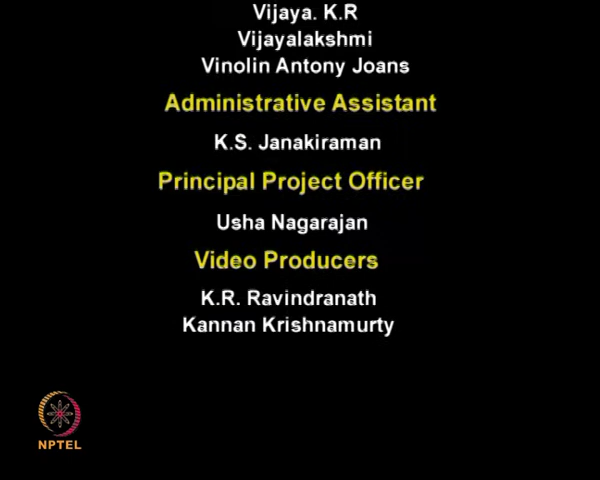 Vijaya. K.R
Vijayalakshmi
Vinolin Antony Joans
Administrative Assistant
K.S. Janakiraman
Principal Project Officer
Usha Nagarajan
Video Producers
K.R. Ravindranath
Kannan Krishnamurty
NPTEL